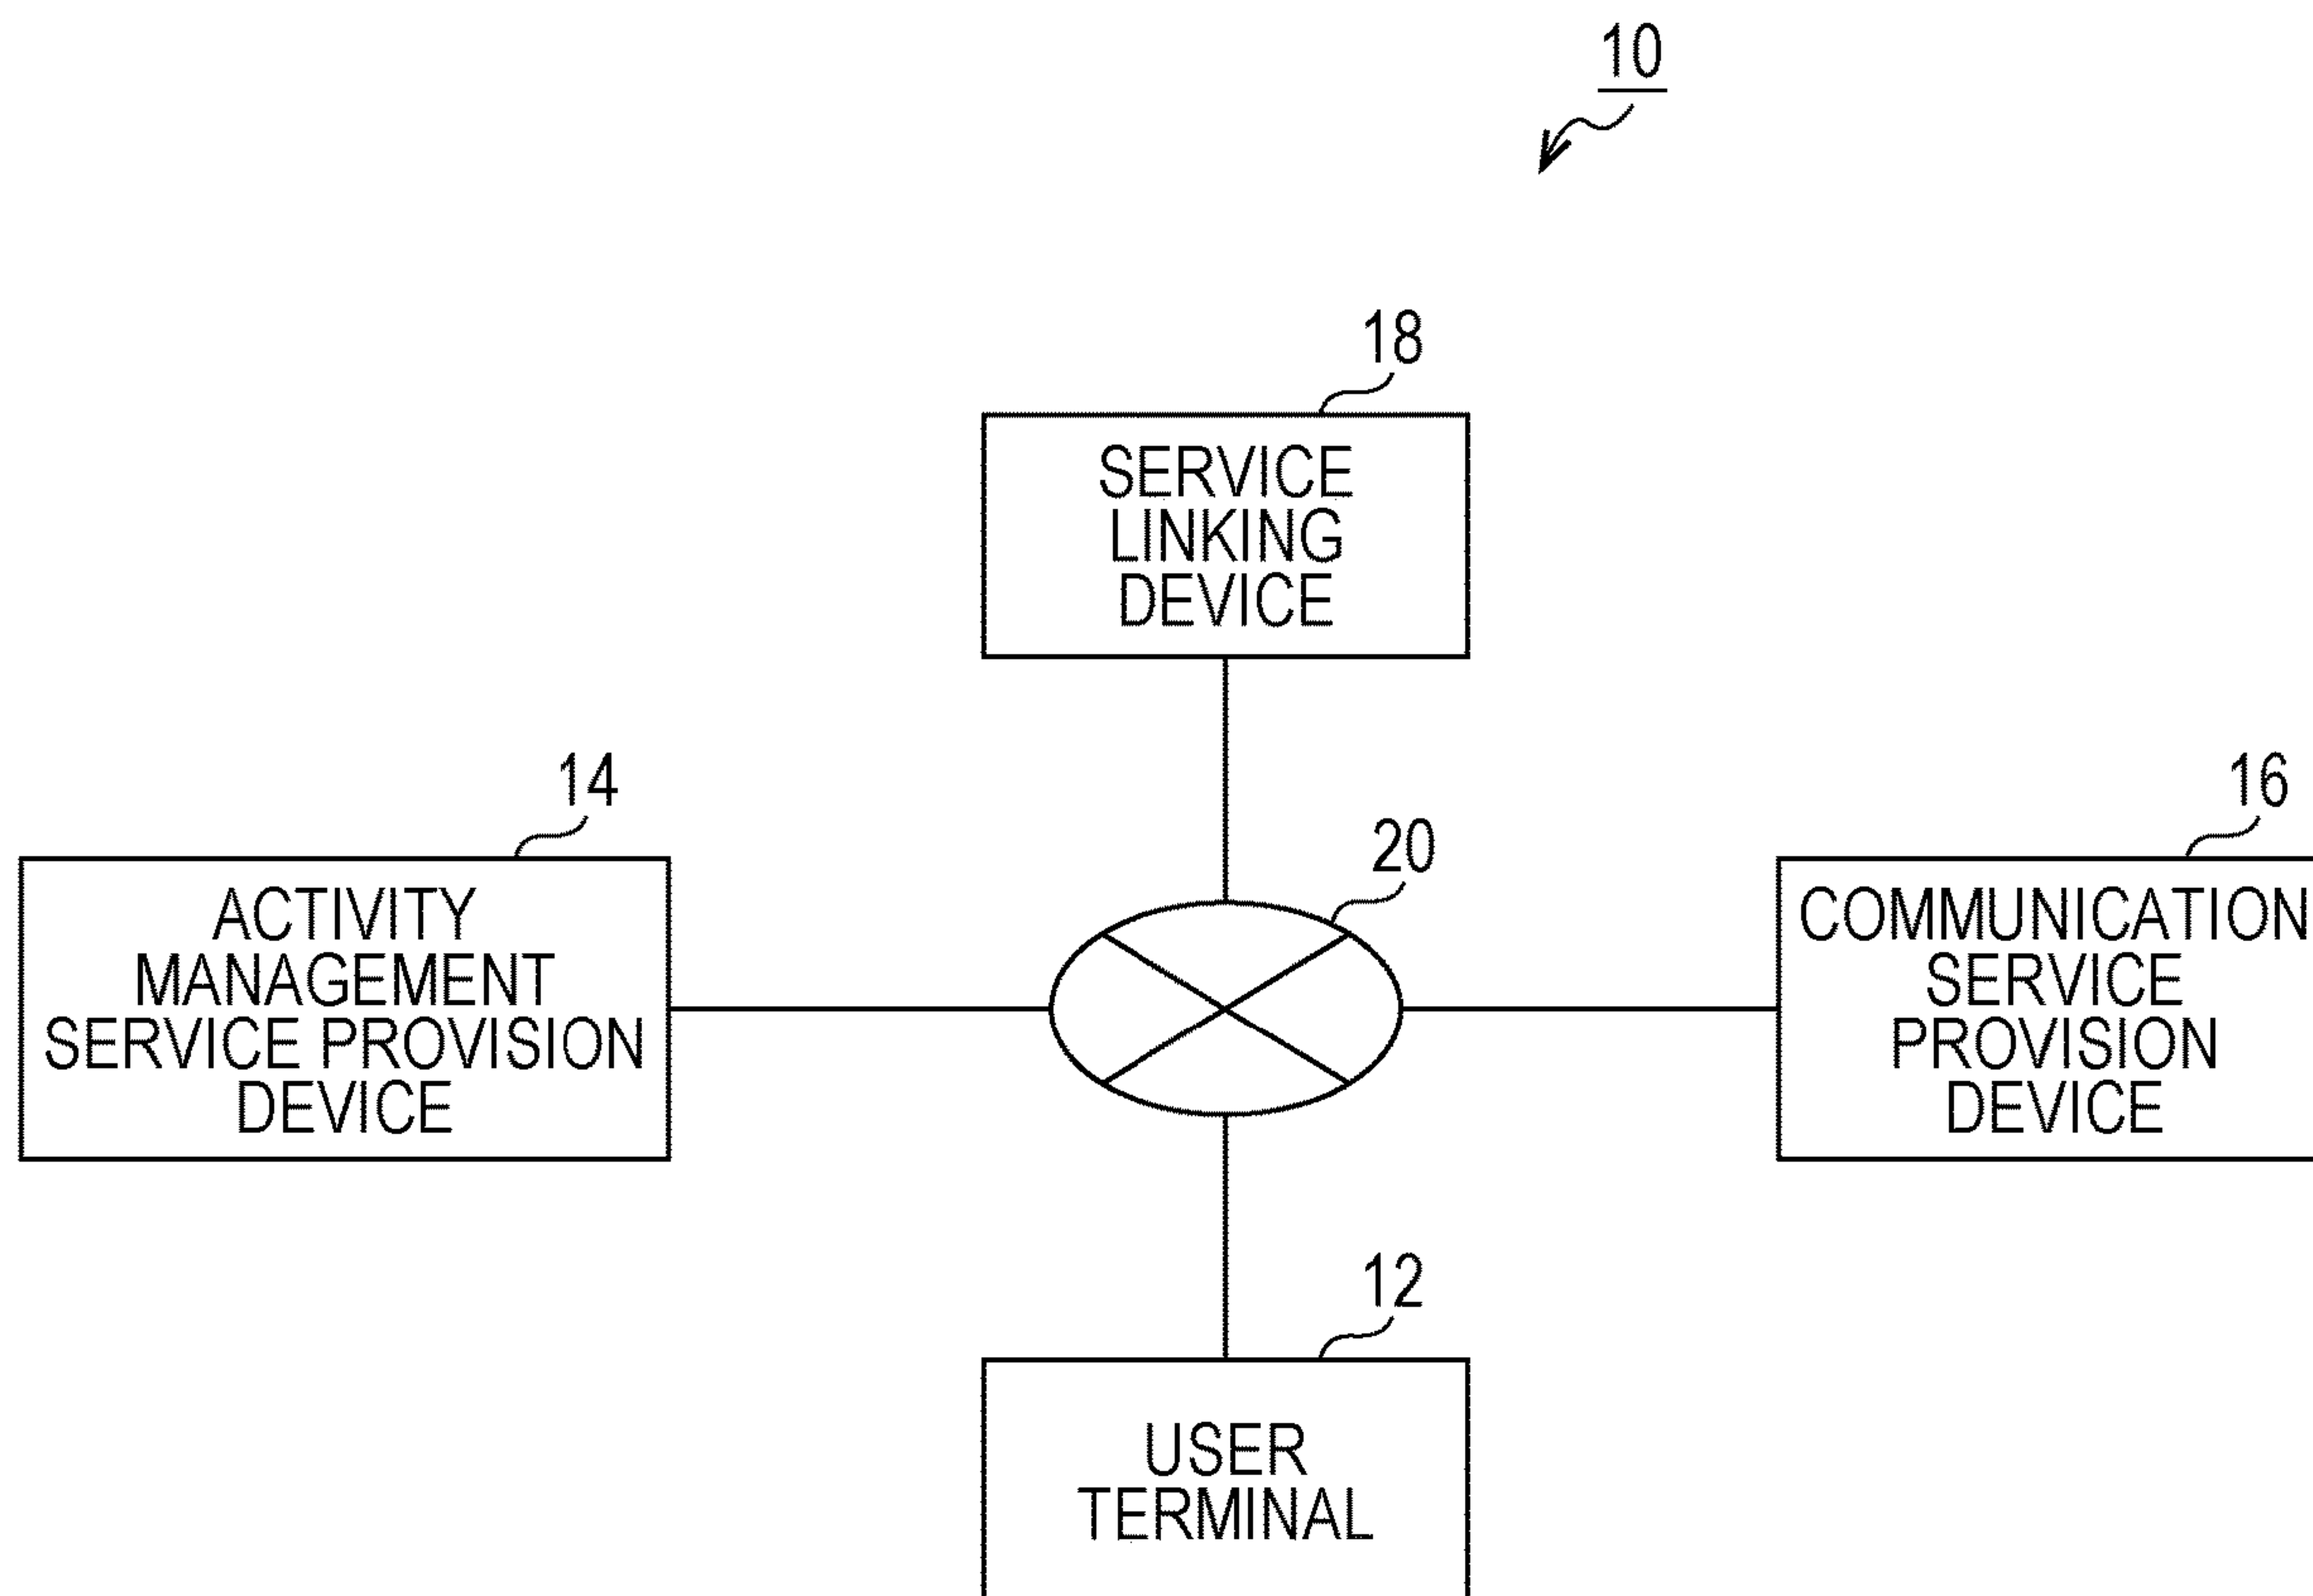 10
18
SERVICE
LINKING
DEVICE
14
ACTIVITY
MANAGEMENT
SERVICE PROVISION
DEVICE
20
16
COMMUNICATION
SERVICE
PROVISION
DEVICE
12
USER
TERMINAL